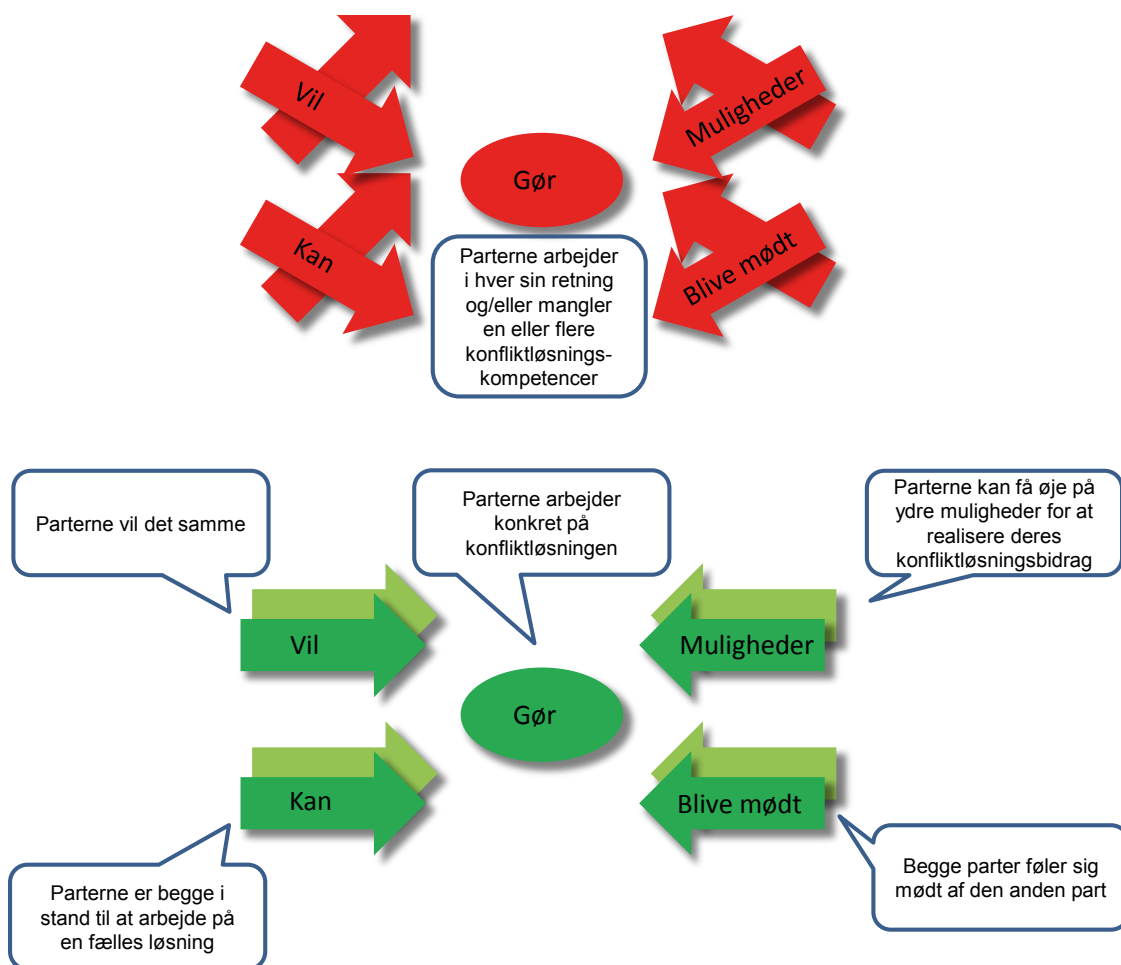 Vil
Muligheder
Gør
Kan
Blive mødt
Parterne arbejder
i hver sin retning
og/eller mangler
en eller flere
konfliktløsnings-
kompetencer
Parterne vil det samme
Parterne arbejder
konkret på
konfliktløsningen
Parterne kan få øje på
ydre muligheder for at
realisere deres
konfliktløsningsbidrag
Vil
Muligheder
Gør
Kan
Blive mødt
Parterne er begge i
stand til at arbejde på
en fælles løsning
Begge parter føler sig
mødt af den anden part